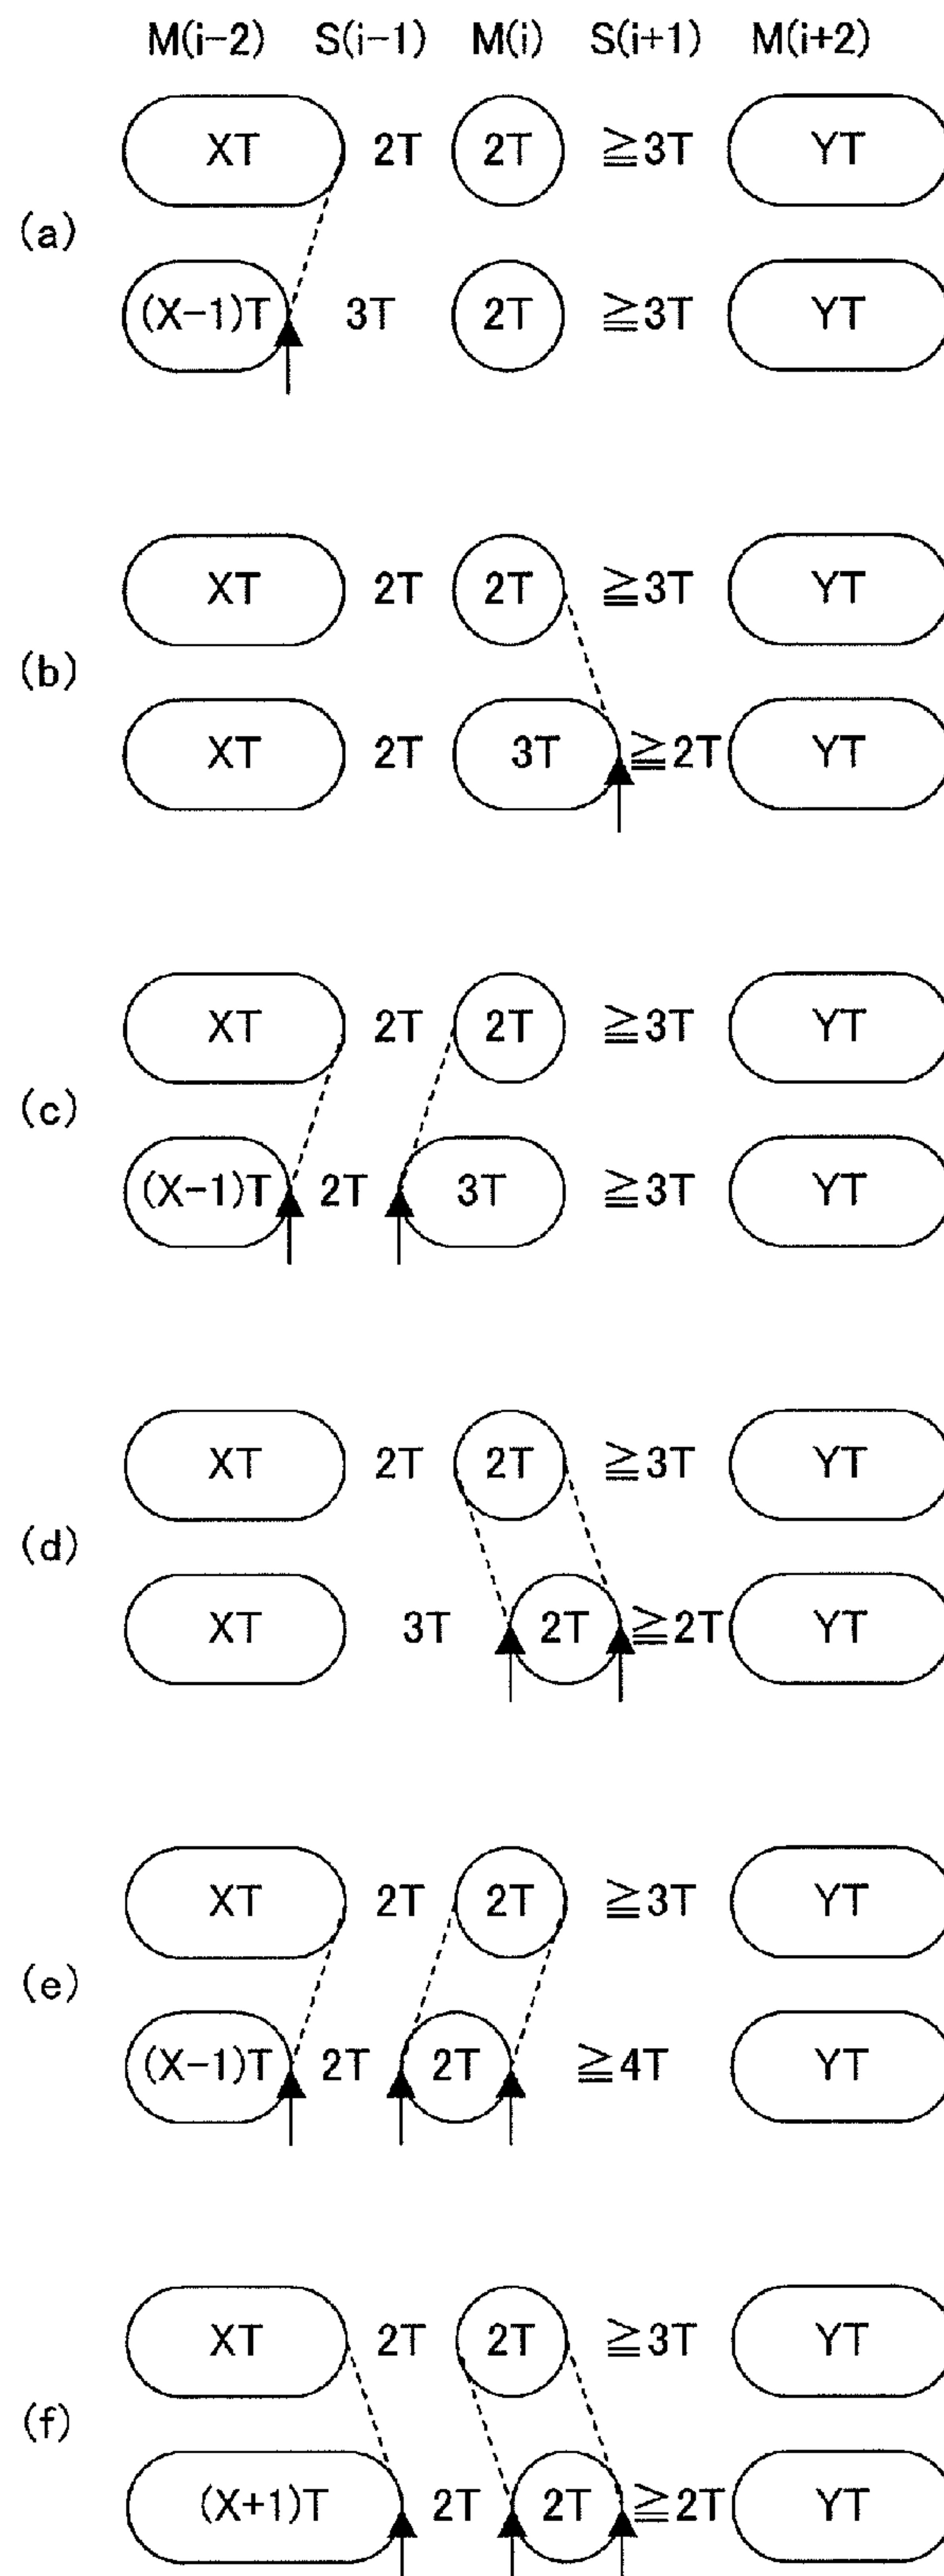 M(i-2) S(i-1) M(i) S(i+1) M(i+2)
XT 2T 2T ≧3T YT
(a)
(X-1)T 3T 2T ≧3T YT
XT 2T 2T ≧3T YT
(b)
XT 2T 3T ≧2T YT
XT 2T 2T ≧3T YT
(c)
(X-1)T 2T 3T ≧3T YT
XT 2T 2T ≧3T YT
(d)
XT 3T 2T ≧2T YT
XT 2T 2T ≧3T YT
(e)
(X-1)T 2T 2T ≧4T YT
XT 2T 2T ≧3T YT
(f)
(X+1)T 2T 2T ≧2T YT